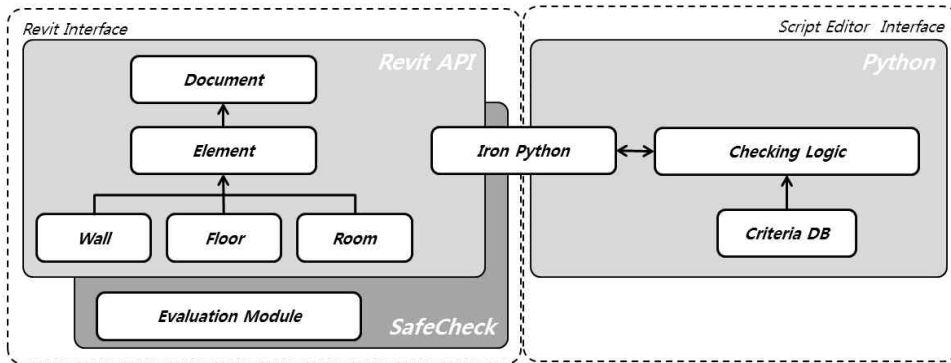 Revit Interface
Script Editor Interface
Revit API
Python
Document
Element
Iron Python
Checking Logic
Wall
Floor
Room
Criteria DB
Evaluation Module
SafeCheck